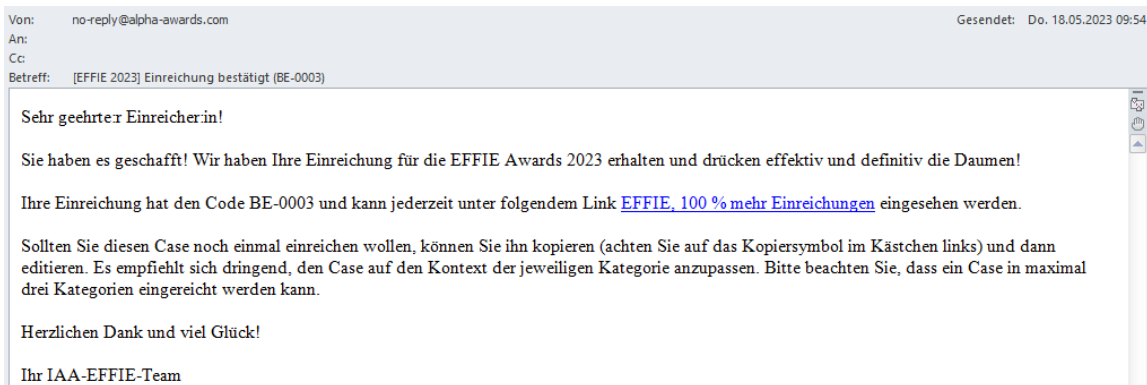 Von: no-reply@alpha-awards.com Gesendet: Do. 18.05.2023 09:54
An:
Cc:
Betreff: [EFFIE 2023] Einreichung bestätigt (BE-0003)
Sehr geehrte:r Einreicher:in!
Sie haben es geschafft! Wir haben Ihre Einreichung für die EFFIE Awards 2023 erhalten und drücken effektiv und definitiv die Daumen!
Ihre Einreichung hat den Code BE-0003 und kann jederzeit unter folgendem Link EFFIE, 100 % mehr Einreichungen eingesehen werden.
Sollten Sie diesen Case noch einmal einreichen wollen, können Sie ihn kopieren (achten Sie auf das Kopiersymbol im Kästchen links) und dann
editieren. Es empfiehlt sich dringend, den Case auf den Kontext der jeweiligen Kategorie anzupassen. Bitte beachten Sie, dass ein Case in maximal
drei Kategorien eingereicht werden kann.
Herzlichen Dank und viel Glück!
Ihr IAA-EFFIE-Team